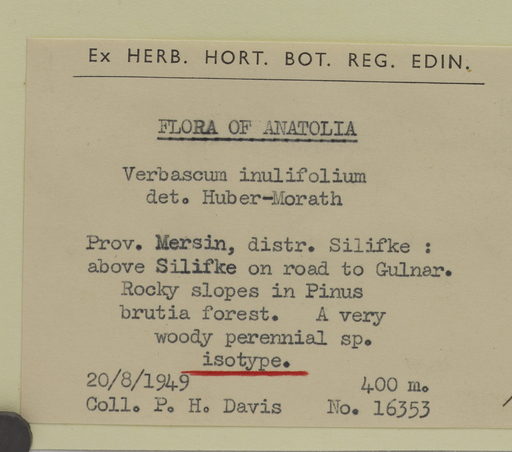 Ex HERB. HORT. BOT. REG. EDIN.
FLORA OF ANATOLIA
Verbascum inulifolium
det. Huber-Morath
Prov. Mersin, distr. Silifke :
above Silifke on road to Gulnar.
Rocky slopes in Pinus
brutia forest. A very
woody perennial sp.
isotype.
20/8/1949 400 m.
Coll. P. H. Davis No. 16353